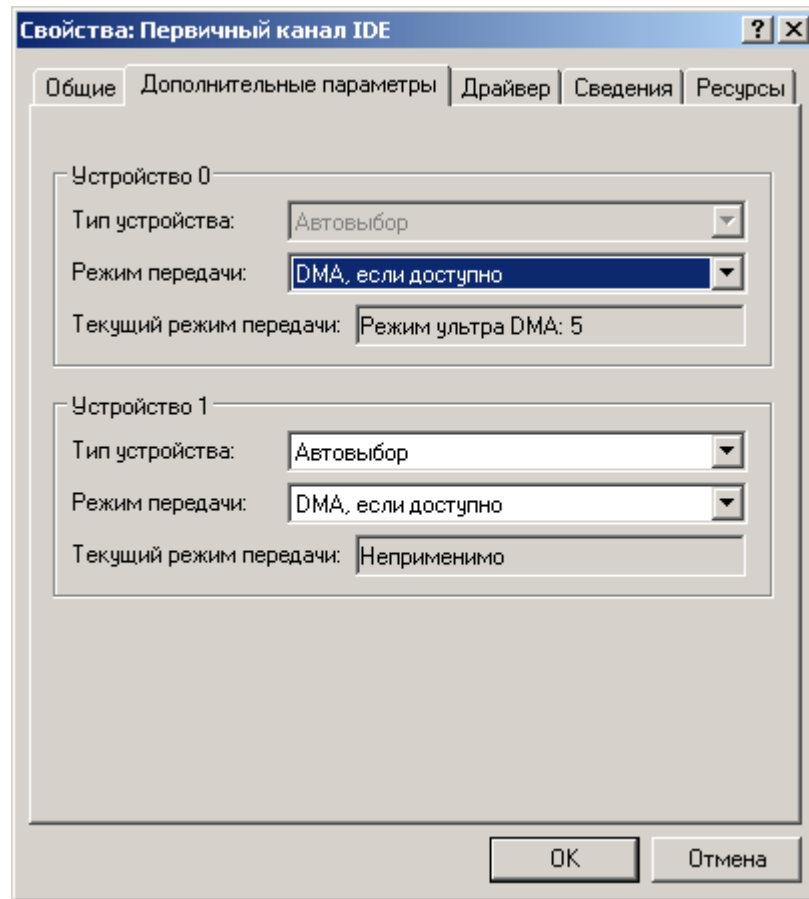 Свойства: Первичный канал IDE
Общие Дополнительные параметры Драйвер Сведения Ресурсы
Устройство 0
Тип устройства: Автовыбор
Режим передачи: DMA, если доступно
Текущий режим передачи: Режим ультра DMA: 5
Устройство 1
Тип устройства: Автовыбор
Режим передачи: DMA, если доступно
Текущий режим передачи: Неприменимо
OK Отмена